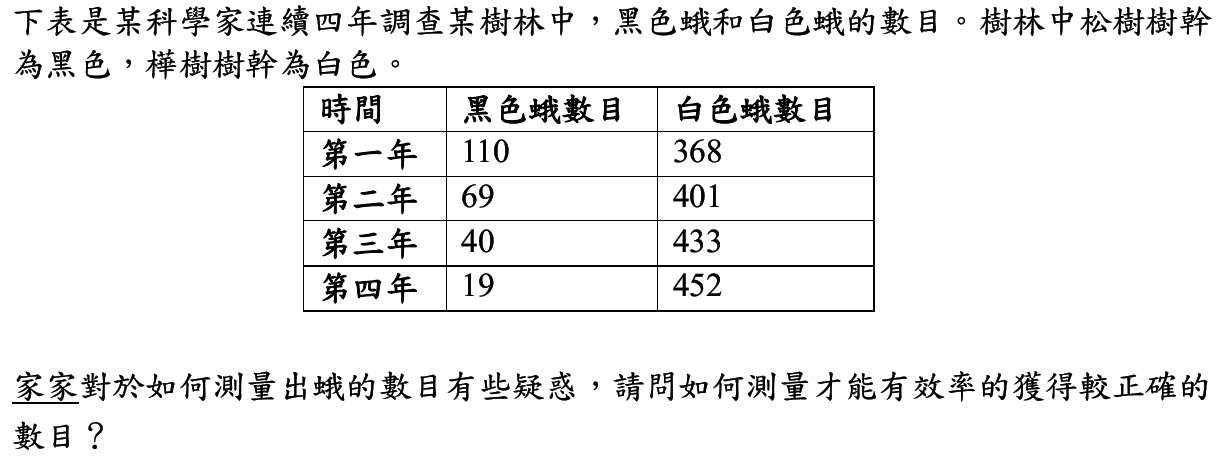 下表是某科學家連續四年調查某樹林中，黑色蛾和白色蛾的數目。樹林中松樹樹幹
為黑色，樺樹樹幹為白色。
時間 黑色蛾數目 白色蛾數目
第一年 110 368
第二年 69 401
第三年 40 433
第四年 19 452
家家對於如何測量出蛾的數目有些疑惑，請問如何測量才能有效率的獲得較正確的
數目？